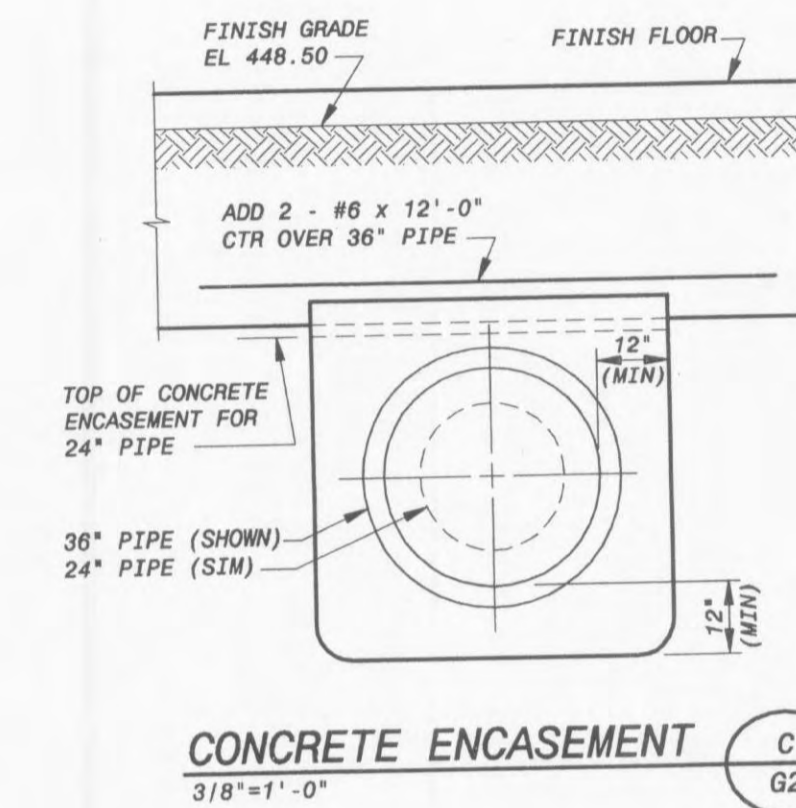 FINISH GRADE
EL 448.50
FINISH FLOOR
ADD 2 - #6 x 12'-0"
CTR OVER 36" PIPE
12"
(MIN)
TOP OF CONCRETE
ENCASEMENT FOR
24" PIPE
36" PIPE (SHOWN)
24" PIPE (SIM)
12"
(MIN)
CONCRETE ENCASEMENT
3/8"=1'-0"
C
G2